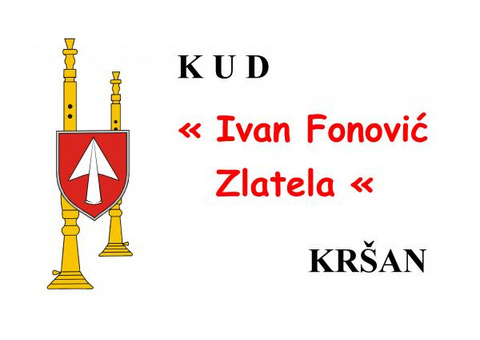 K U D
« Ivan Fonović
Zlatela «
KRŠAN